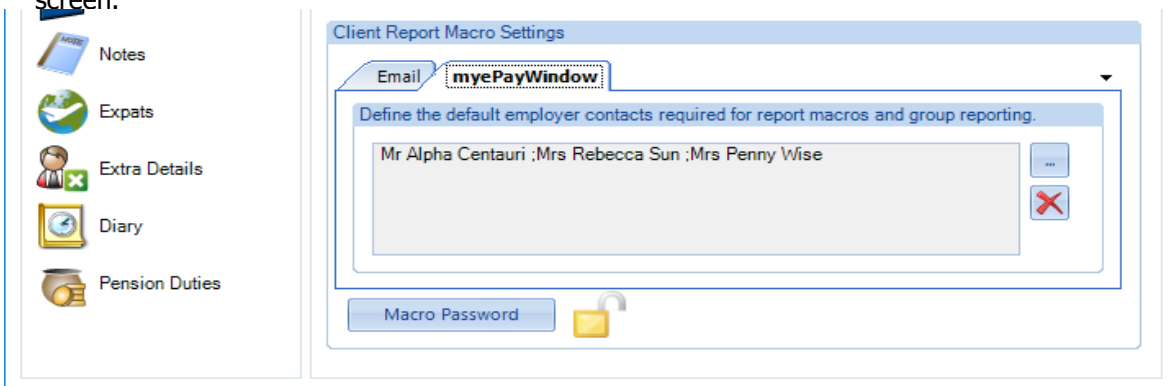 screen.
Notes
Expats
Extra Details
Diary
Pension Duties
Client Report Macro Settings
Email myePayWindow
Define the default employer contacts required for report macros and group reporting.
Mr Alpha Centauri ;Mrs Rebecca Sun ;Mrs Penny Wise
...
Macro Password